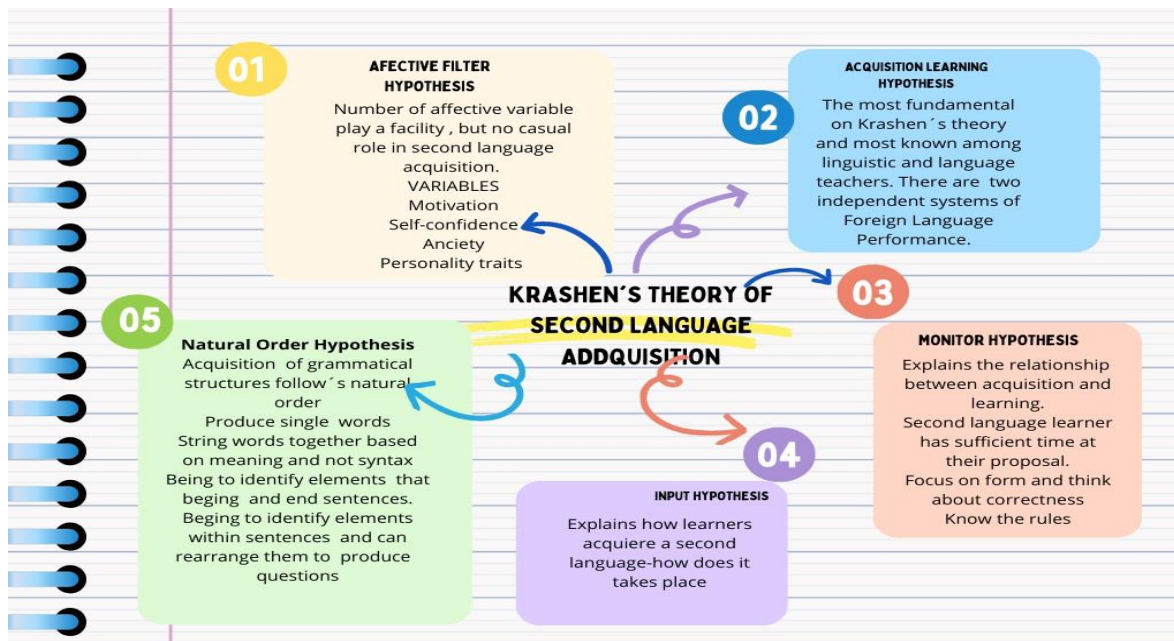 01
AFECTIVE FILTER
HYPOTHESIS
Number of affective variable
play a facility , but no casual
role in second language
acquisition.
VARIABLES
Motivation
Self-confidence
Anciety
Personality traits
02
ACQUISITION LEARNING
HYPOTHESIS
The most fundamental
on Krashen´s theory
and most known among
linguistic and language
teachers. There are two
independent systems of
Foreign Language
Performance.
KRASHEN´S THEORY OF
SECOND LANGUAGE
ADDQUISITION
03
MONITOR HYPOTHESIS
Explains the relationship
between acquisition and
learning.
Second language learner
has sufficient time at
their proposal.
Focus on form and think
about correctness
Know the rules
04
INPUT HYPOTHESIS
Explains how learners
acquiere a second
language-how does it
takes place
05
Natural Order Hypothesis
Acquisition of grammatical
structures follow´s natural
order
Produce single words
String words together based
on meaning and not syntax
Being to identify elements that
beging and end sentences.
Beging to identify elements
within sentences and can
rearrange them to produce
questions